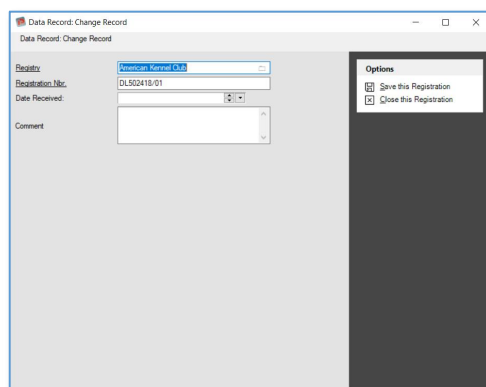 Data Record: Change Record
Data Record: Change Record
Registry
American Kennel Club
Registration Nbr.
DL502418/01
Date Received:
Comment
Options
Save this Registration
Close this Registration